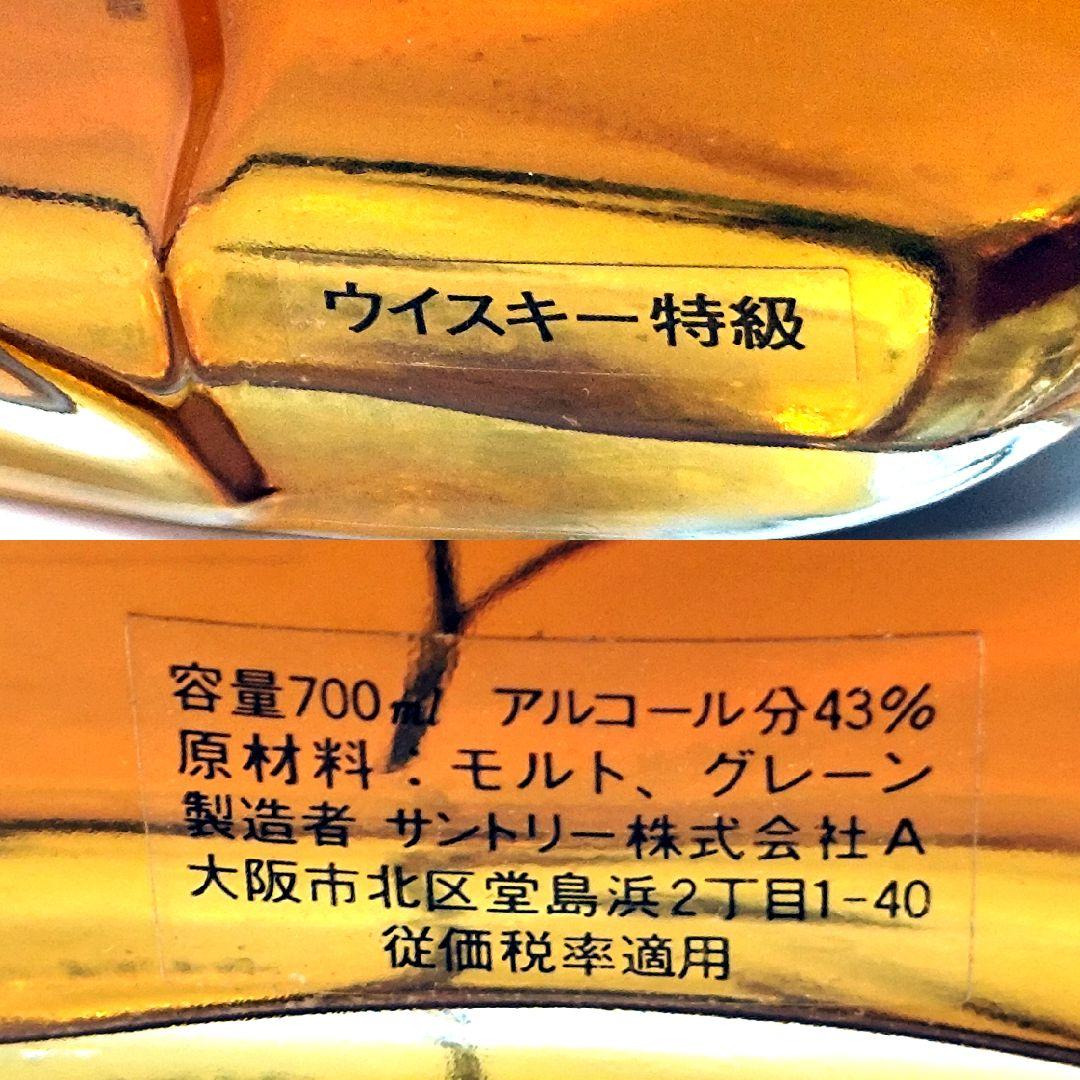 ウイスキー特級
容量700ml アルコール分43%
原材料:モルト、グレーン
製造者 サントリー株式会社A
大阪市北区堂島浜2丁目1-40
従価税率適用